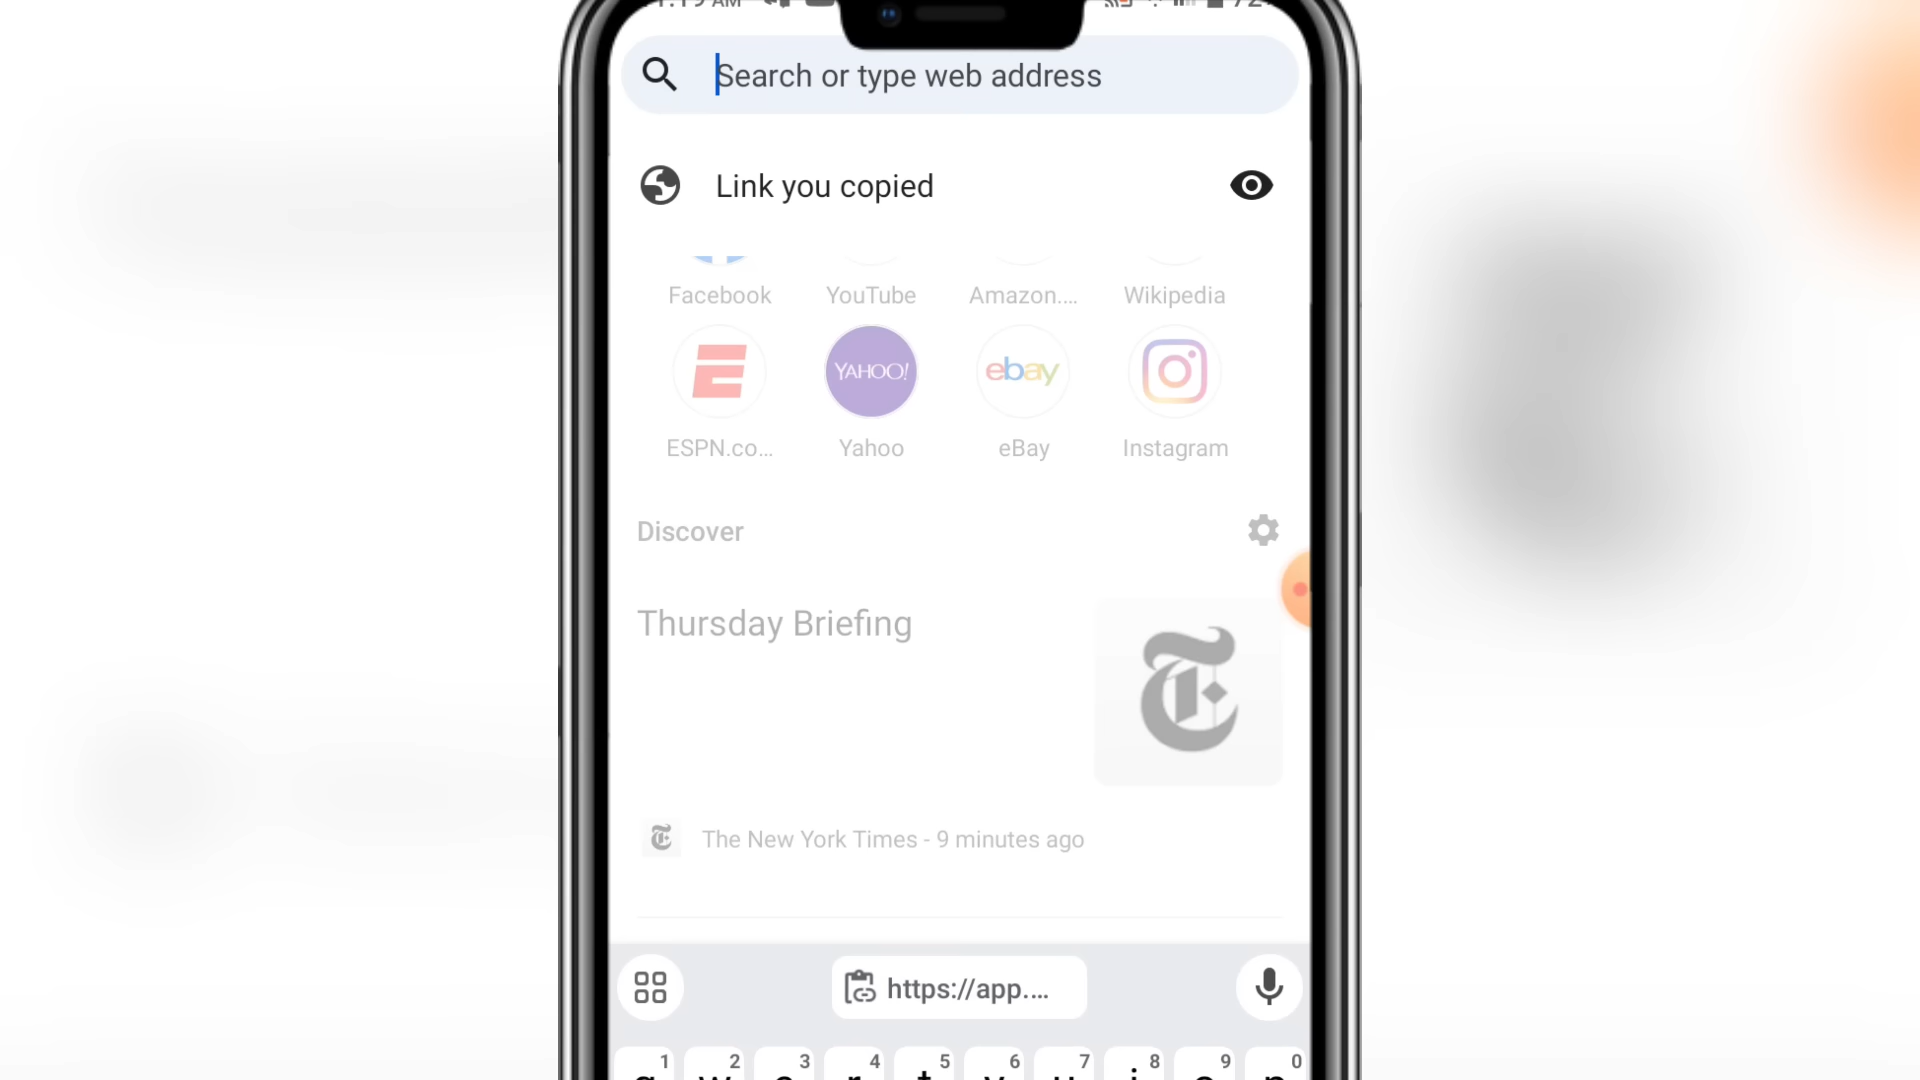 Search or type web address
Link you copied
Facebook YouTube Amazon.... Wikipedia
YAHOO! ebay
ESPN.co... Yahoo eBay Instagram
Discover
Thursday Briefing
The New York Times - 9 minutes ago
https://app....
1 2 3 4 5 6 7 8 9 0